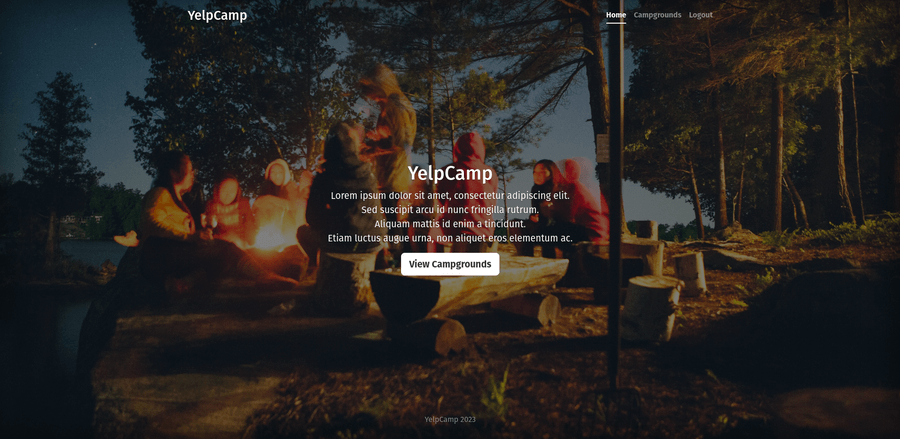 YelpCamp
Home Campgrounds Logout
YelpCamp
Lorem ipsum dolor sit amet, consectetur adipiscing elit.
Sed suscipit arcu id nunc fringilla rutrum.
Aliquam mattis id enim a tincidunt.
Etiam luctus augue urna, non aliquet eros elementum ac.
View Campgrounds
YelpCamp 2023